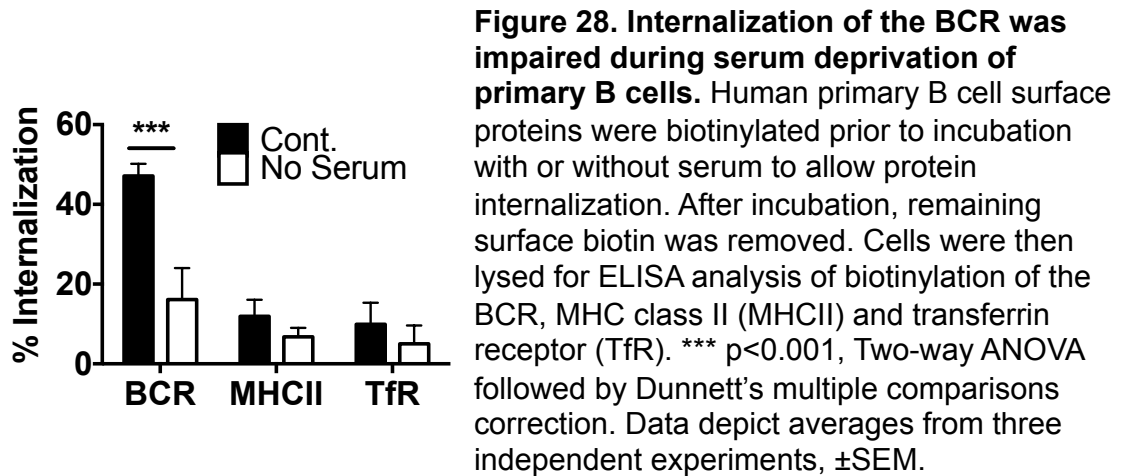 Figure 28. Internalization of the BCR was
impaired during serum deprivation of
primary B cells. Human primary B cell surface
proteins were biotinylated prior to incubation
with or without serum to allow protein
internalization. After incubation, remaining
surface biotin was removed. Cells were then
lysed for ELISA analysis of biotinylation of the
BCR, MHC class II (MHCII) and transferrin
receptor (TfR). *** p<0.001, Two-way ANOVA
followed by Dunnett’s multiple comparisons
correction. Data depict averages from three
independent experiments, ±SEM.
% Internalization
60
40
20
0
***
Cont.
No Serum
BCR MHCII TfR